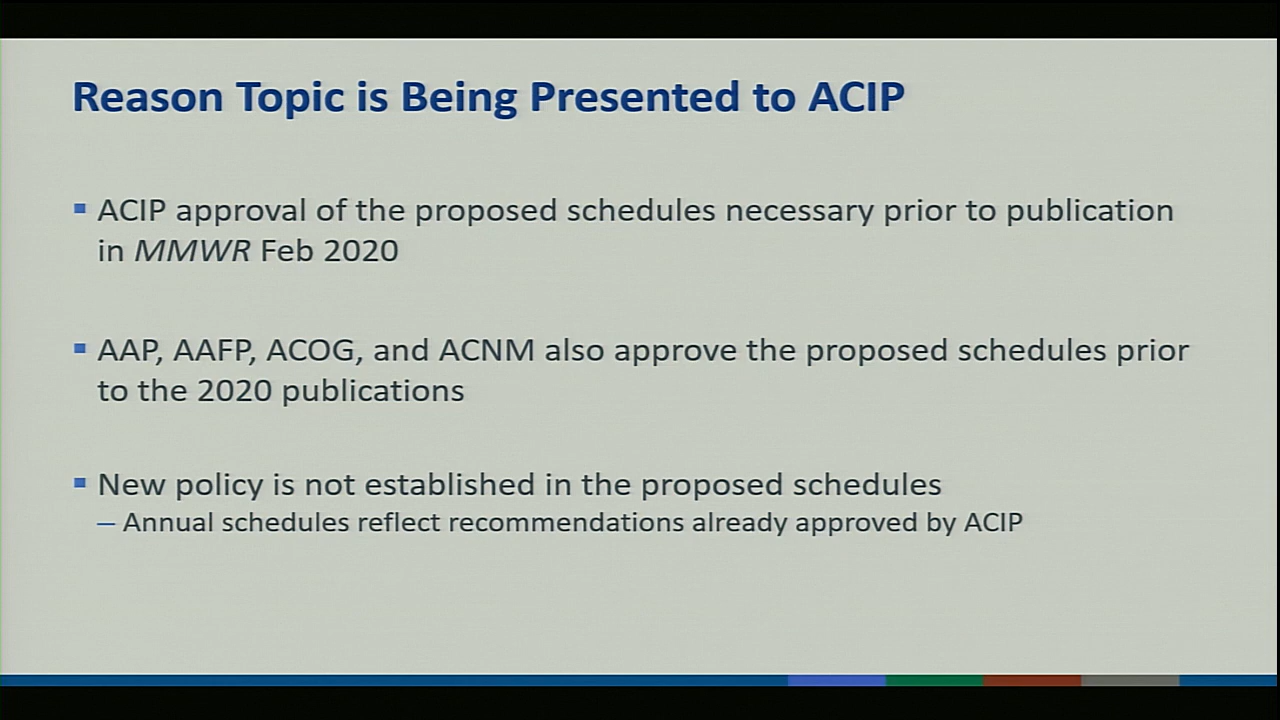 Reason Topic is Being Presented to ACIP
▪ ACIP approval of the proposed schedules necessary prior to publication
in MMWR Feb 2020
▪ AAP, AAFP, ACOG, and ACNM also approve the proposed schedules prior
to the 2020 publications
▪ New policy is not established in the proposed schedules
– Annual schedules reflect recommendations already approved by ACIP